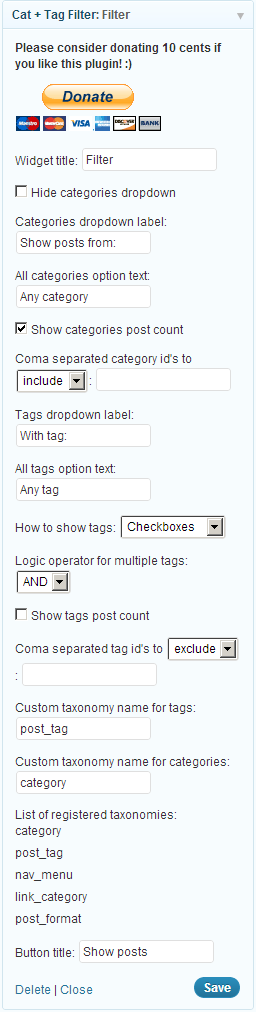 Cat + Tag Filter: Filter
Please consider donating 10 cents if
you like this plugin! :)
Donate
Maestro MasterCard VISA DISCOVER BANK
Widget title: Filter
Hide categories dropdown
Categories dropdown label:
Show posts from:
All categories option text:
Any category
Show categories post count
Coma separated category id's to
include :
Tags dropdown label:
With tag:
All tags option text:
Any tag
How to show tags: Checkboxes
Logic operator for multiple tags:
AND
Show tags post count
Coma separated tag id's to exclude
:
Custom taxonomy name for tags:
post_tag
Custom taxonomy name for categories:
category
List of registered taxonomies:
category
post_tag
nav_menu
link_category
post_format
Button title: Show posts
Delete | Close Save